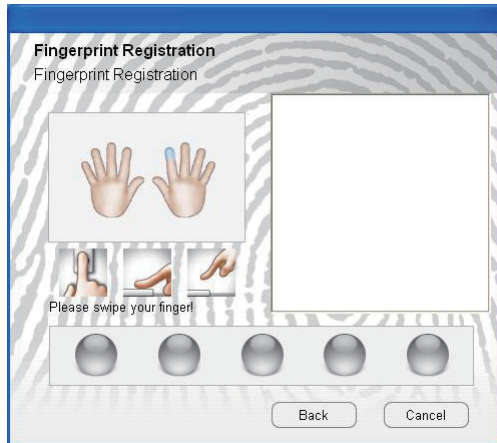 Fingerprint Registration
Fingerprint Registration
Please swipe your finger!
Back
Cancel